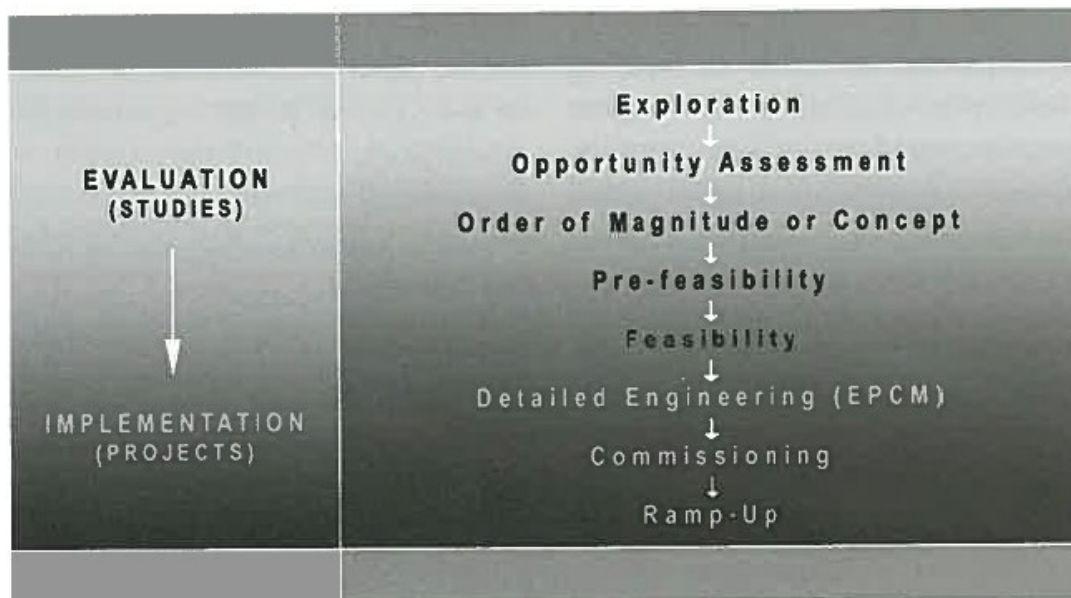 EVALUATION
(STUDIES)
IMPLEMENTATION
(PROJECTS)
Exploration
Opportunity Assessment
Order of Magnitude or Concept
Pre-feasibility
Feasibility
Detailed Engineering (EPCM)
Commissioning
Ramp-Up